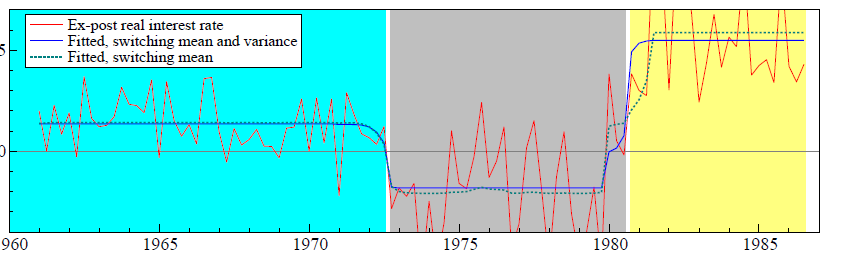 Ex-post real interest rate
Fitted, switching mean and variance
Fitted, switching mean
5
0
960 1965 1970 1975 1980 1985